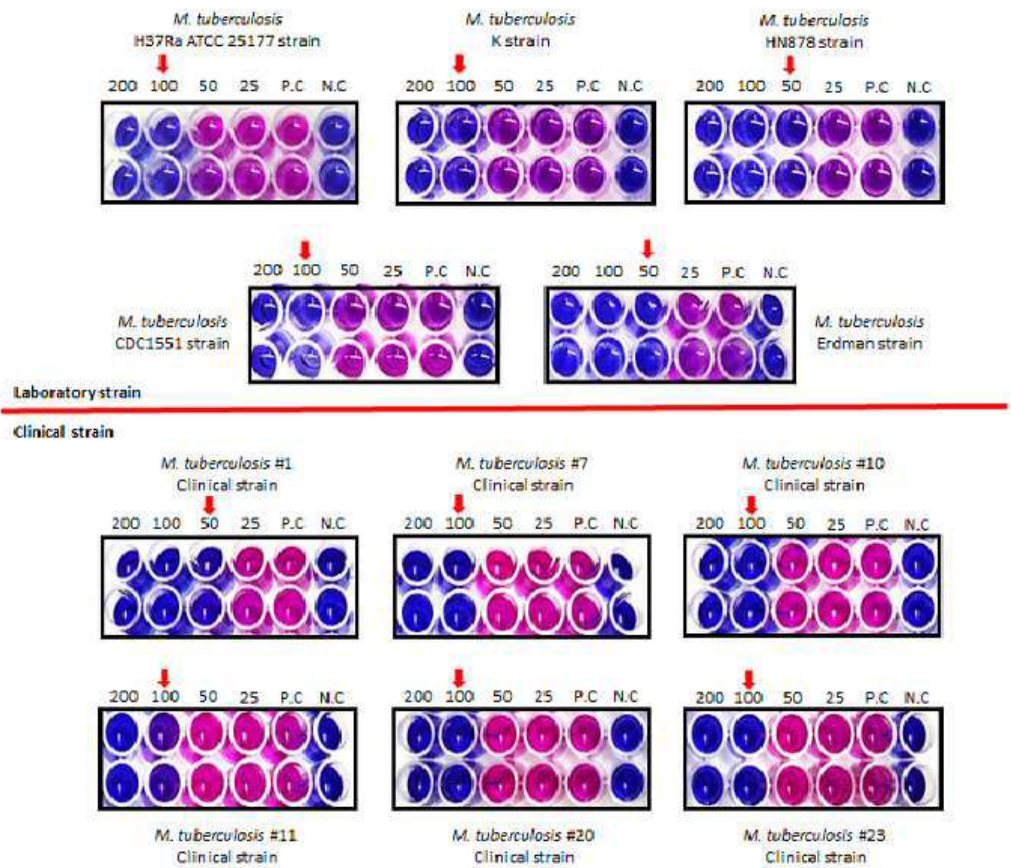 M. tuberculosis
H37Ra ATCC 25177 strain
200 100 50 25 P.C N.C
M. tuberculosis
K strain
200 100 50 25 P.C N.C
M. tuberculosis
HN878 strain
200 100 50 25 P.C N.C
200 100 50 25 P.C N.C
M. tuberculosis
CDC1551 strain
200 100 50 25 P.C N.C
M. tuberculosis
Erdman strain
Laboratory strain
Clinical strain
M. tuberculosis #1
Clinical strain
200 100 50 25 P.C N.C
M. tuberculosis #7
Clinical strain
200 100 50 25 P.C N.C
M. tuberculosis #10
Clinical strain
200 100 50 25 P.C N.C
200 100 50 25 P.C N.C
M. tuberculosis #11
Clinical strain
200 100 50 25 P.C N.C
M. tuberculosis #20
Clinical strain
200 100 50 25 P.C N.C
M. tuberculosis #23
Clinical strain